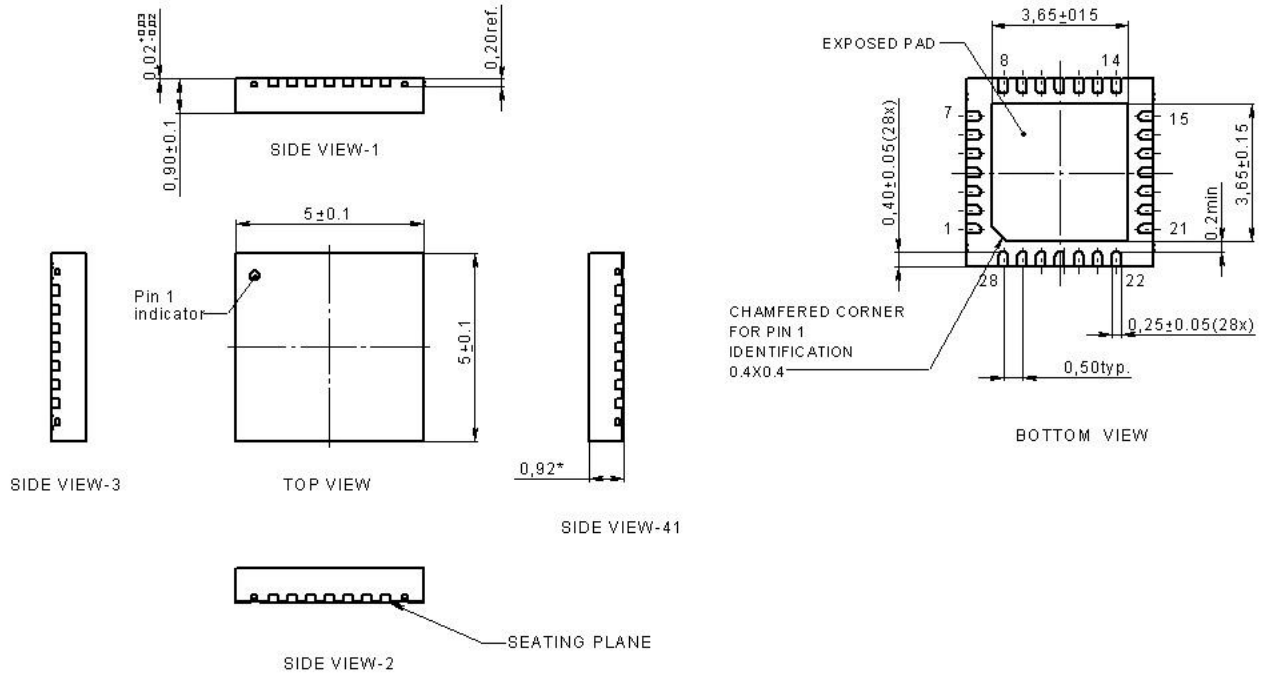 0,02 +0,03 -0,02
0,20ref.
0,90±0.1
SIDE VIEW-1
5±0.1
Pin 1
indicator
5±0.1
SIDE VIEW-3
TOP VIEW
0,92*
SIDE VIEW-41
SEATING PLANE
SIDE VIEW-2
3,65±015
EXPOSED PAD
8
14
7
15
0,40±0.05(28x)
3,65±0.15
1
21
0.2min
28
22
CHAMFERED CORNER
FOR PIN 1
IDENTIFICATION
0.4X0.4
0,25±0.05(28x)
0,50typ.
BOTTOM VIEW